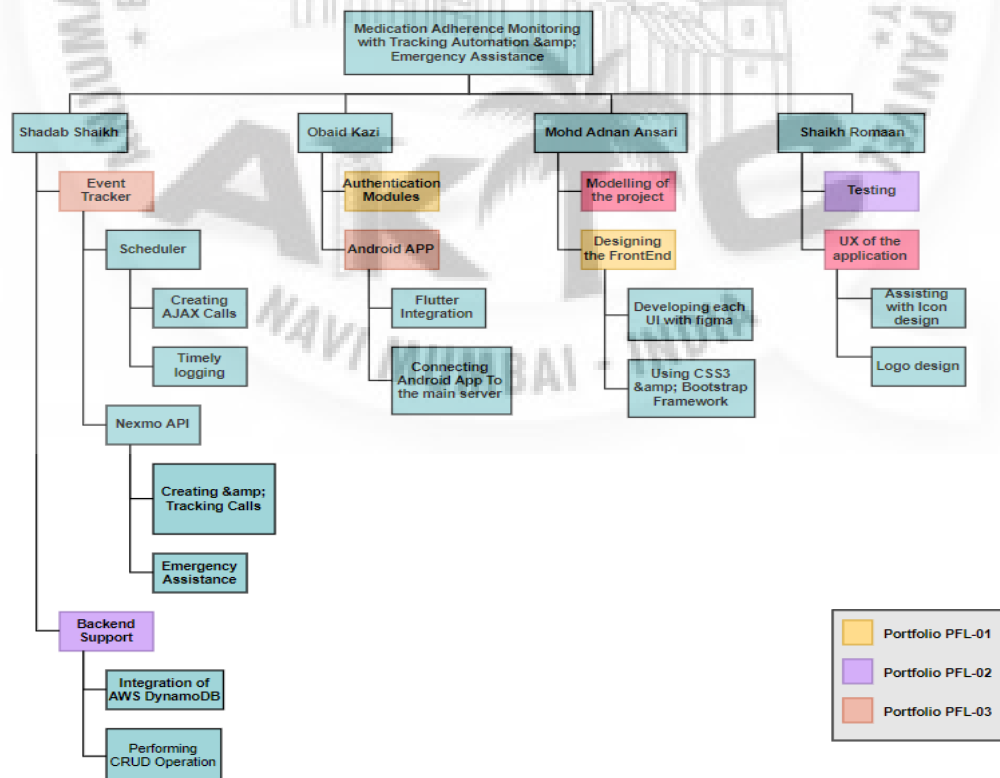 Medication Adherence Monitoring
with Tracking Automation &amp;
Emergency Assistance
Shadab Shaikh
Obaid Kazi
Mohd Adnan Ansari
Shaikh Romaan
Event
Tracker
Authentication
Modules
Modelling of
the project
Testing
Scheduler
Android APP
Designing
the FrontEnd
UX of the
application
Creating
AJAX Calls
Flutter
Integration
Developing each
UI with figma
Assisting
with Icon
design
Timely
logging
Connecting
Android App To
the main server
Using CSS3
&amp; Bootstrap
Framework
Logo design
Nexmo API
Creating &amp;
Tracking Calls
Emergency
Assistance
Backend
Support
Integration of
AWS DynamoDB
Performing
CRUD Operation
Portfolio PFL-01
Portfolio PFL-02
Portfolio PFL-03
AKTC
NAVI MUMBAI - INDIA